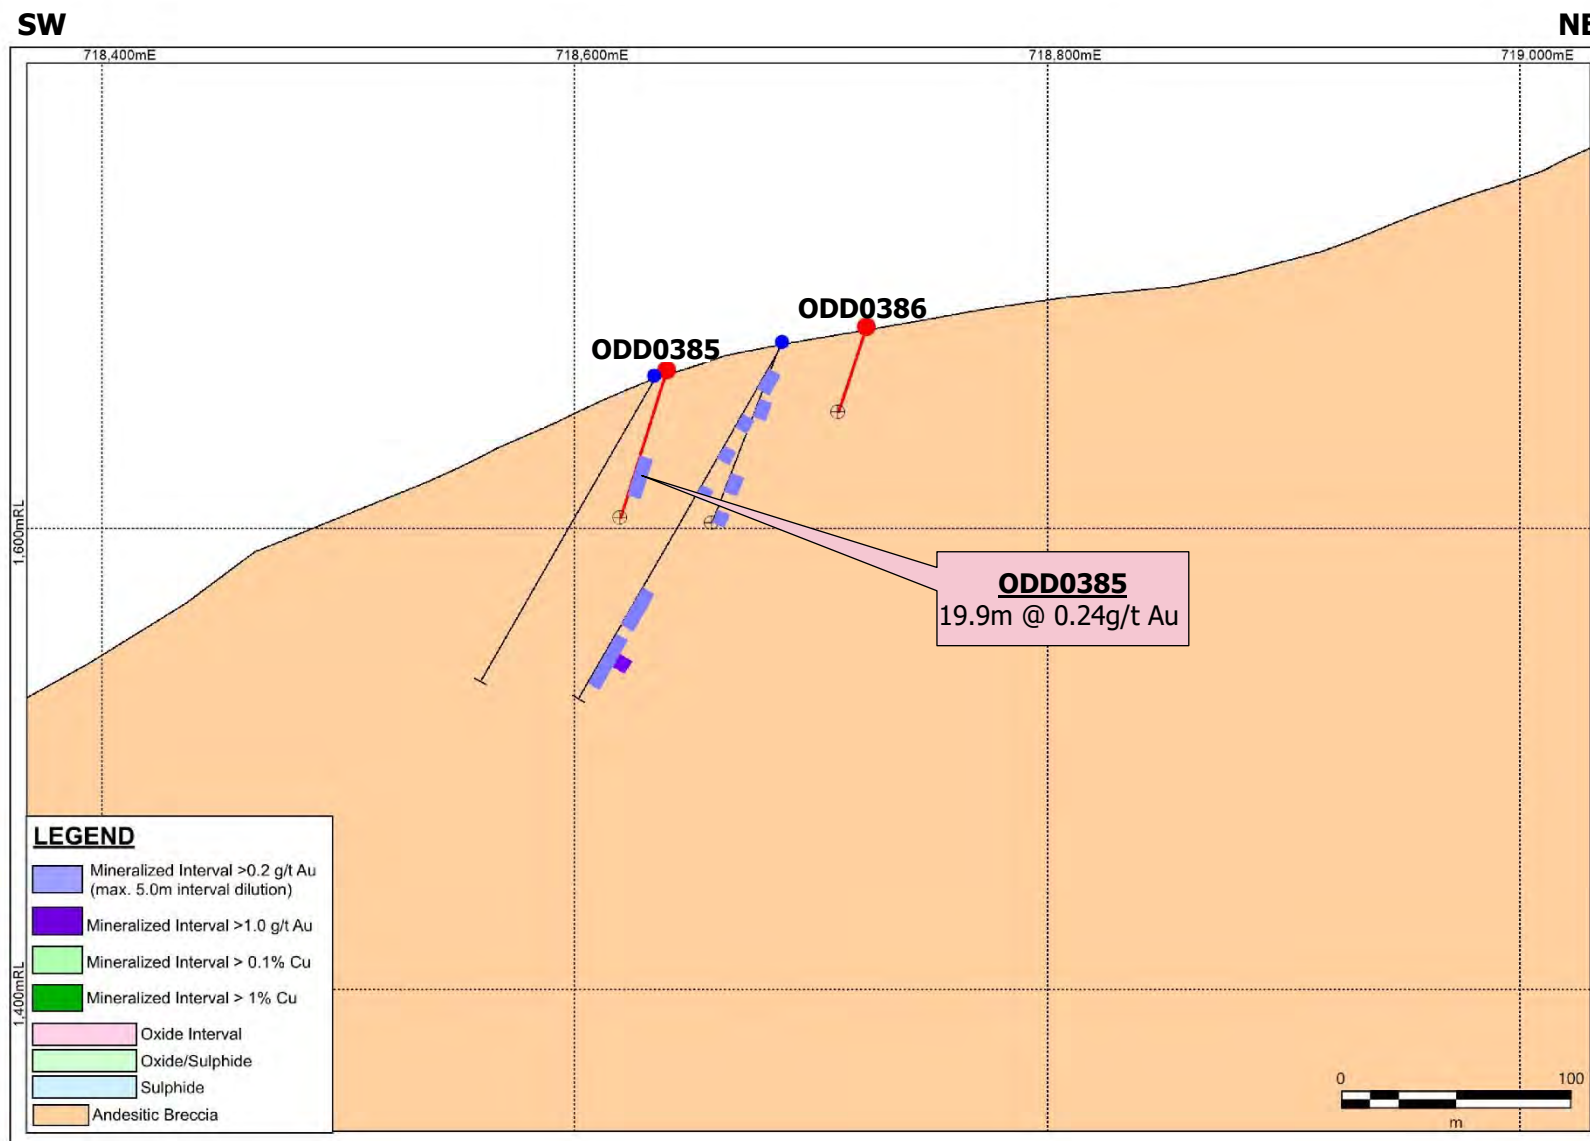 SW
NE
718,400mE
718,600mE
718,800mE
719,000mE
ODD0386
ODD0385
1,600mRL
ODD0385
19.9m @ 0.24g/t Au
1,400mRL
LEGEND
Mineralized Interval >0.2 g/t Au
(max. 5.0m interval dilution)
Mineralized Interval >1.0 g/t Au
Mineralized Interval > 0.1% Cu
Mineralized Interval > 1% Cu
Oxide Interval
Oxide/Sulphide
Sulphide
Andesitic Breccia
0
100
m